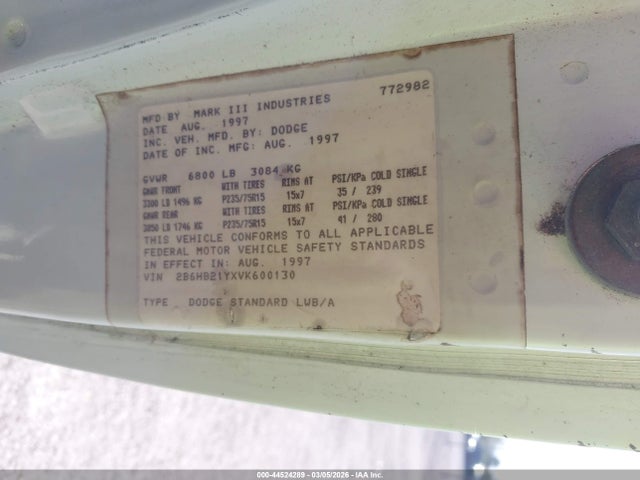 MFD BY MARK III INDUSTRIES 772982
DATE AUG. 1997
INC. VEH. MFD. BY: DODGE
DATE OF INC. MFG: AUG. 1997
GVWR 6800 LB 3084 KG
GAWR FRONT WITH TIRES RIMS AT PSI/KPa COLD SINGLE
3300 LB 1496 KG P235/75R15 15x7 35 / 239
GAWR REAR WITH TIRES RIMS AT PSI/KPa COLD SINGLE
3850 LB 1746 KG P235/75R15 15x7 41 / 280
THIS VEHICLE CONFORMS TO ALL APPLICABLE
FEDERAL MOTOR VEHICLE SAFETY STANDARDS
IN EFFECT IN: AUG. 1997
VIN 2B6HB21YXVK600130
TYPE DODGE STANDARD LWB/A
000-44524289 - 03/05/2026 - IAA Inc.